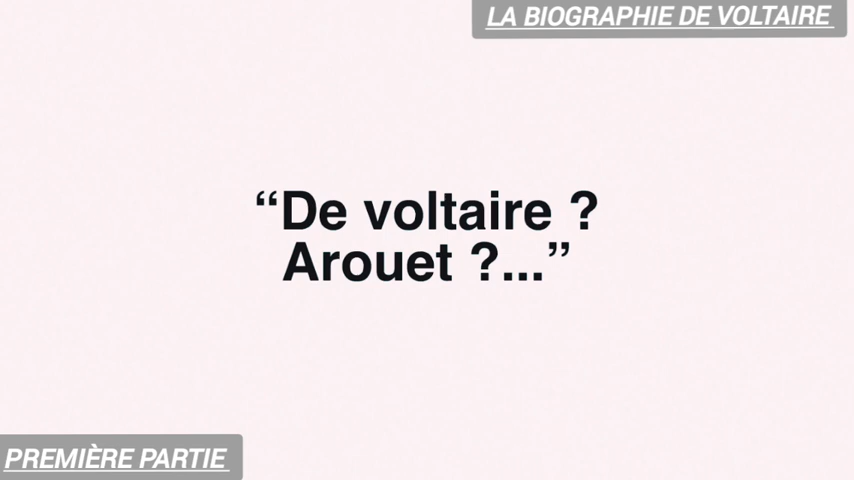 LA BIOGRAPHIE DE VOLTAIRE
“De voltaire ?
Arouet ?...”
PREMIÈRE PARTIE